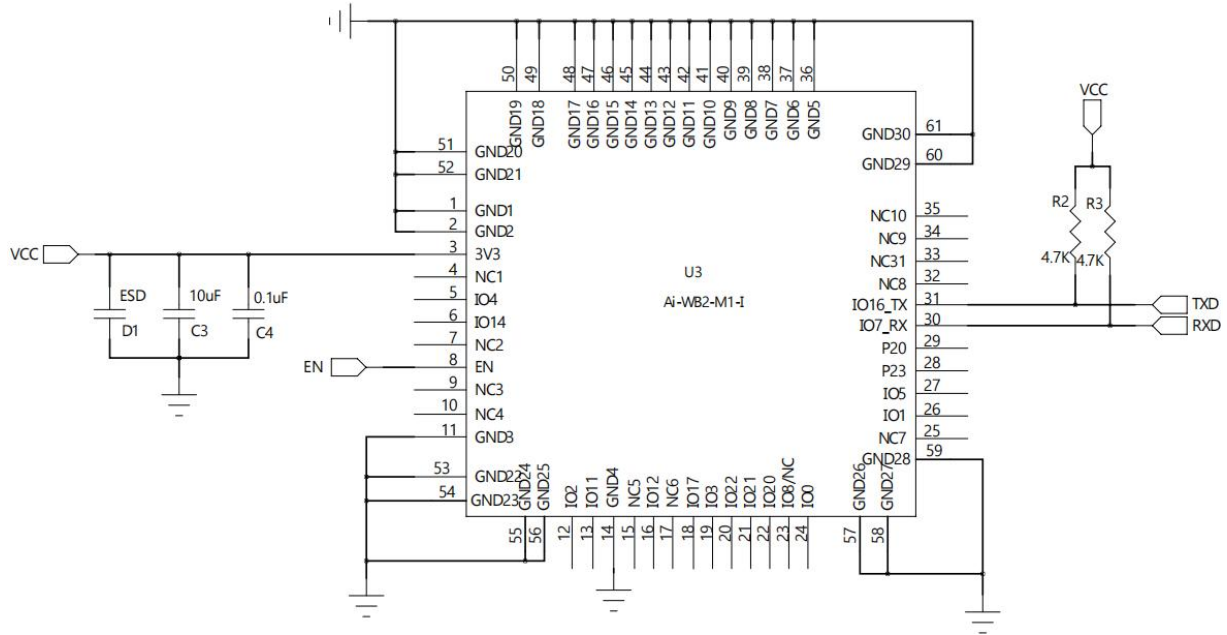 50 49 48 47 46 45 44 43 42 41 40 39 38 37 36
GND19 GND18 GND17 GND16 GND15 GND14 GND13 GND12 GND11 GND10 GND9 GND8 GND7 GND6 GND5
VCC
51 GND20
52 GND21
1 GND1
2 GND2
3 3V3
4 NC1
5 IO4
6 IO14
7 NC2
8 EN
9 NC3
10 NC4
11 GND3
53 GND22
54 GND23
VCC
ESD 10uF 0.1uF
D1 C3 C4
EN
U3
Ai-WB2-M1-I
GND30 61
GND29 60
NC10 35
NC9 34
NC31 33
NC8 32
IO16_TX 31
IO7_RX 30
P20 29
P23 28
IO5 27
IO1 26
NC7 25
GND28 59
R2 R3
4.7K 4.7K
TXD
RXD
GND24 GND25 IO2 IO11 GND4 NC5 IO12 NC6 IO17 IO3 IO22 IO21 IO20 IO8/NC IO0 GND26 GND27
55 56 12 13 14 15 16 17 18 19 20 21 22 23 24 57 58